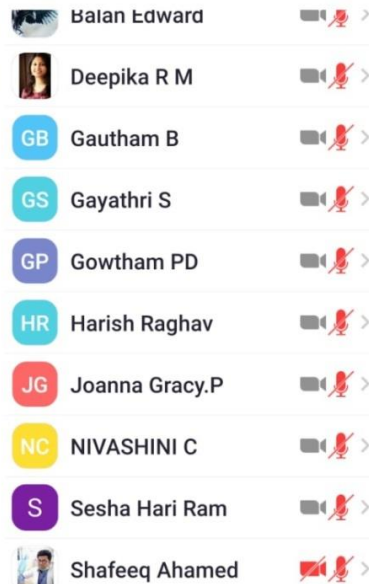 Balan Edward
Deepika R M
GB Gautham B
GS Gayathri S
GP Gowtham PD
HR Harish Raghav
JG Joanna Gracy.P
NC NIVASHINI C
S Sesha Hari Ram
Shafeeq Ahamed